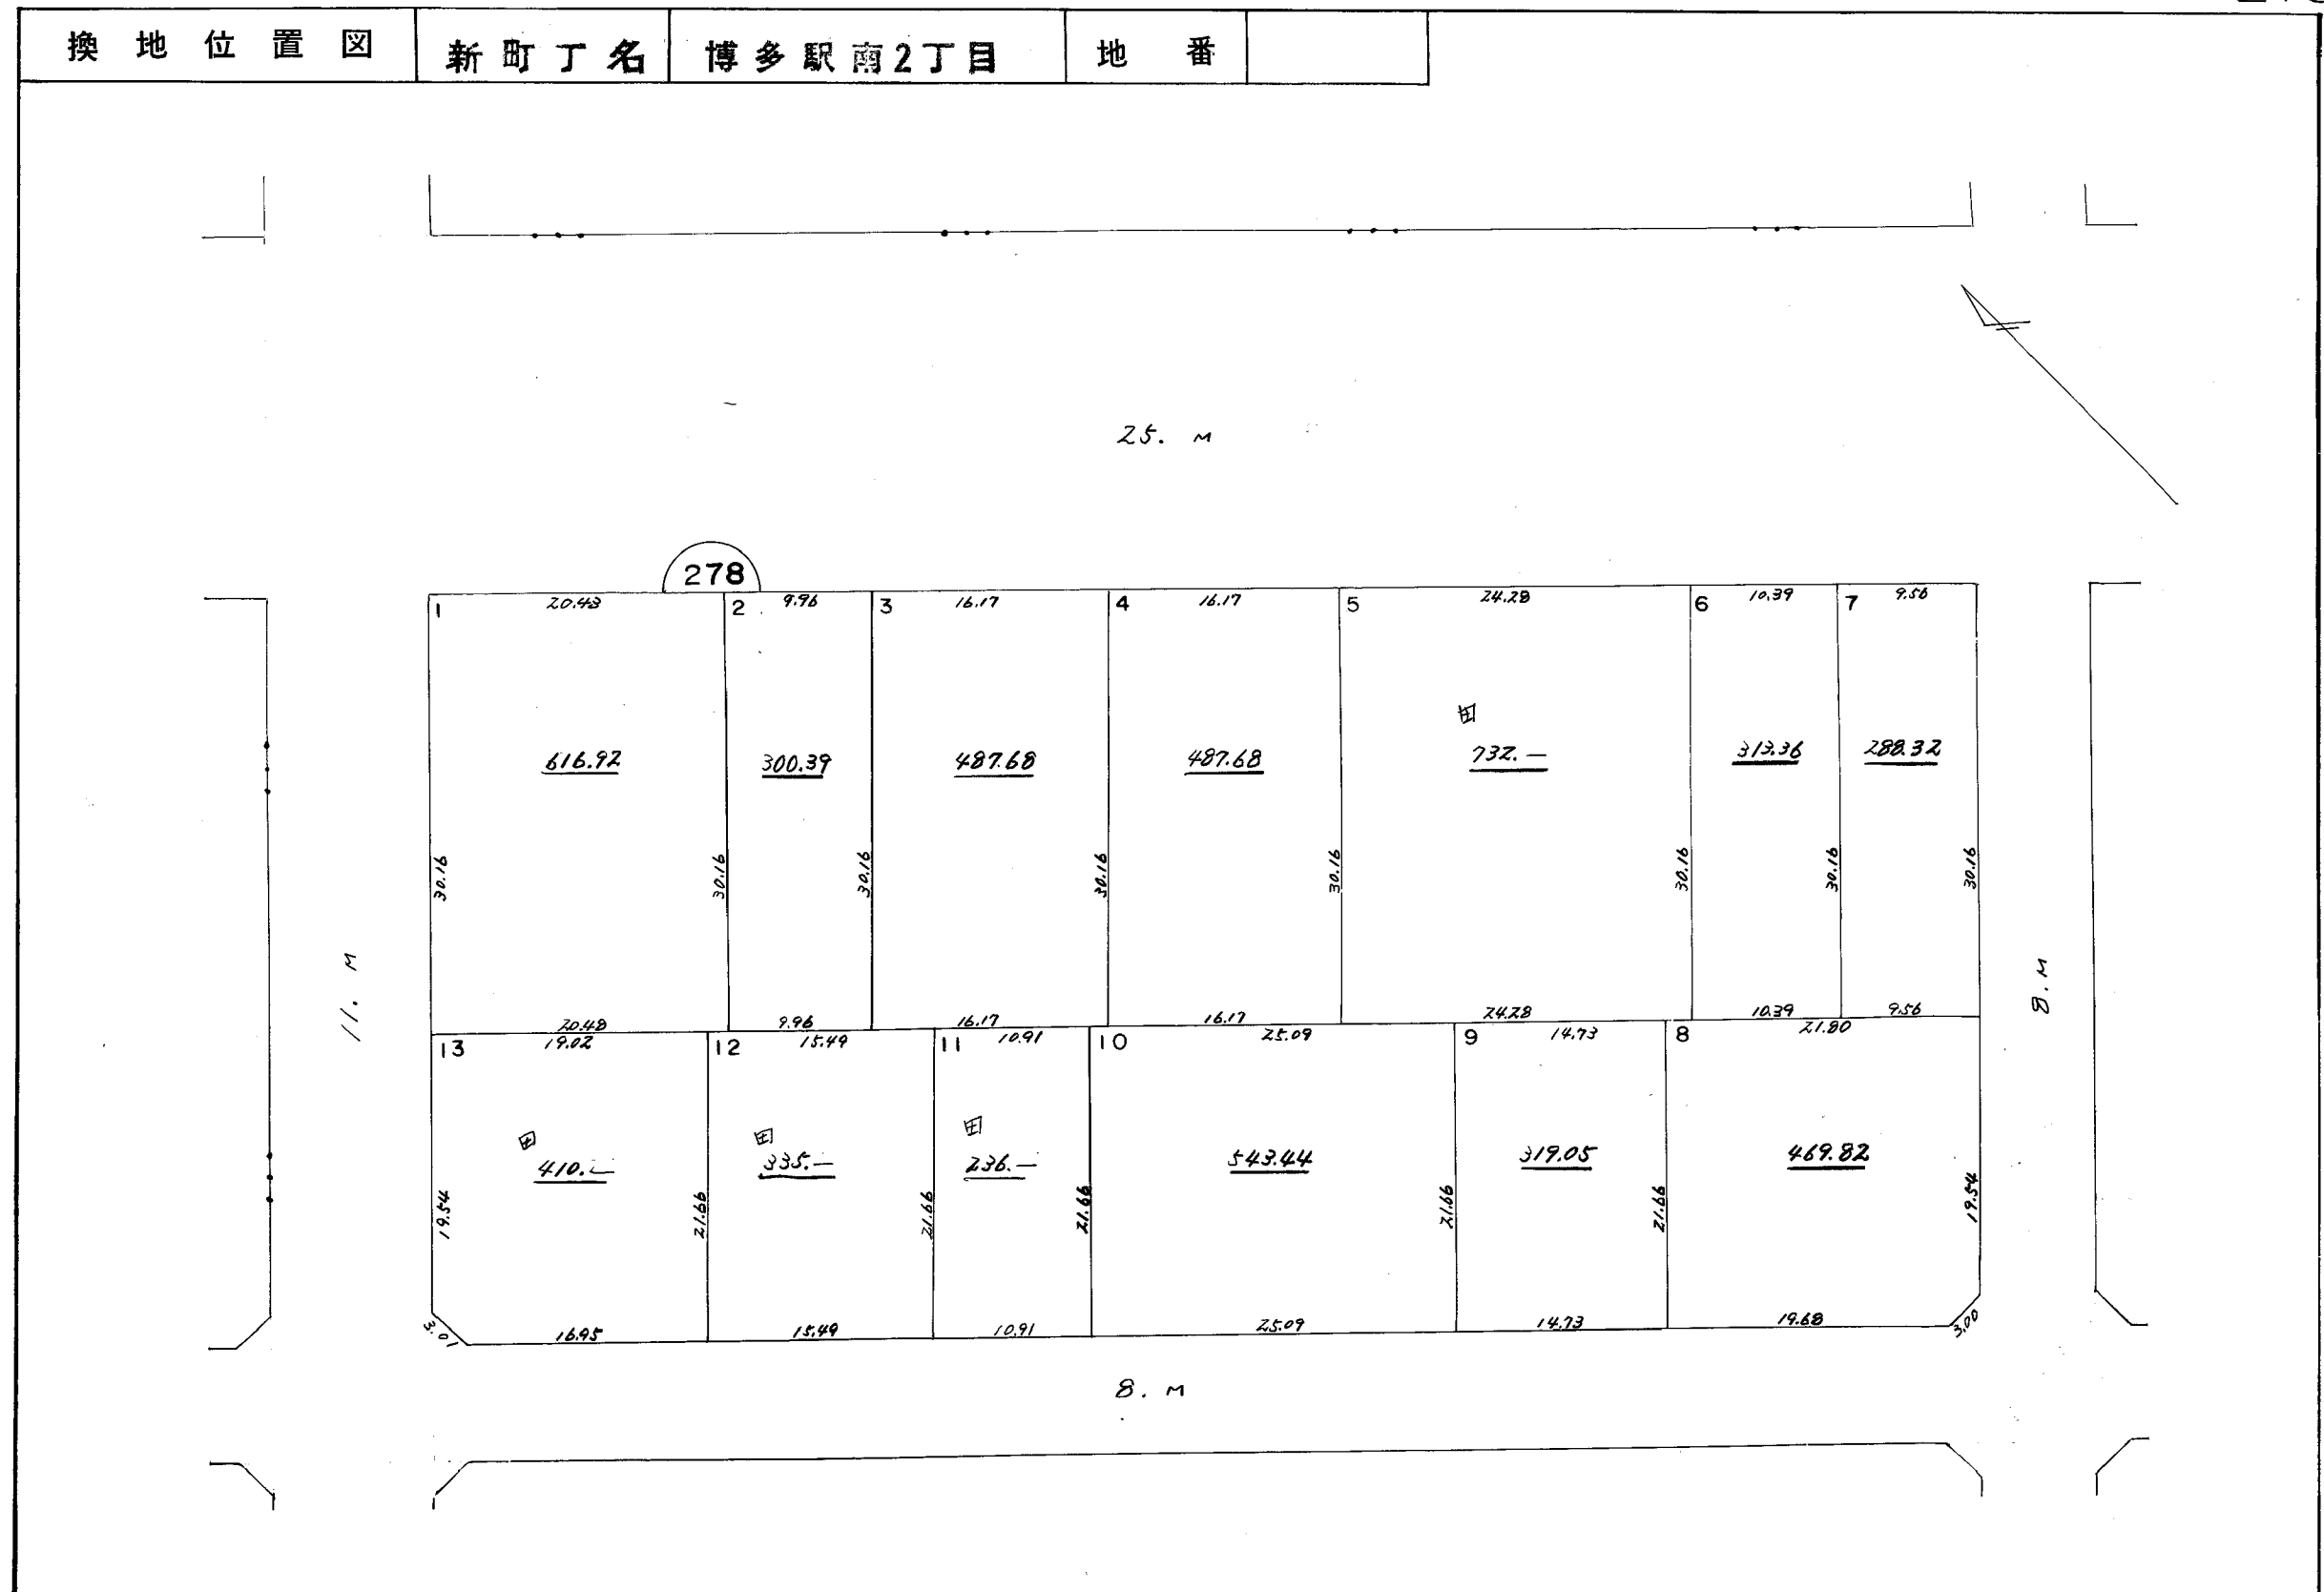 換地位置図 新町丁名 博多駅南2丁目 地番
25. M
278
1 20.43 2 9.96 3 16.17 4 16.17 5 24.28 6 10.39 7 9.56
田
616.92 300.39 487.68 487.68 732.— 313.36 288.32
30.16 30.16 30.16 30.16 30.16 30.16 30.16 30.16
11. M
8. M
20.48 9.96 16.17 16.17 24.28 10.39 9.56
13 19.02 12 15.49 11 10.91 10 25.09 9 14.73 8 21.80
田 田 田
410.— 335.— 236.— 543.44 319.05 469.82
19.54 21.66 21.66 21.66 21.66 21.66 19.54
3.01 16.95 15.49 10.91 25.09 14.73 19.68 3.00
8. M